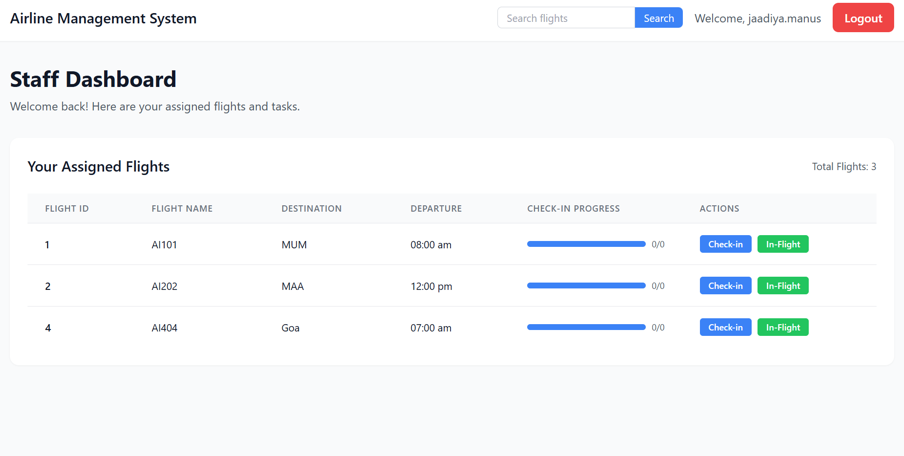 Airline Management System
Search flights
Search
Welcome, jaadiya.manus
Logout
Staff Dashboard
Welcome back! Here are your assigned flights and tasks.
Your Assigned Flights
Total Flights: 3
FLIGHT ID FLIGHT NAME DESTINATION DEPARTURE CHECK-IN PROGRESS ACTIONS
1 AI101 MUM 08:00 am 0/0 Check-in In-Flight
2 AI202 MAA 12:00 pm 0/0 Check-in In-Flight
4 AI404 Goa 07:00 am 0/0 Check-in In-Flight